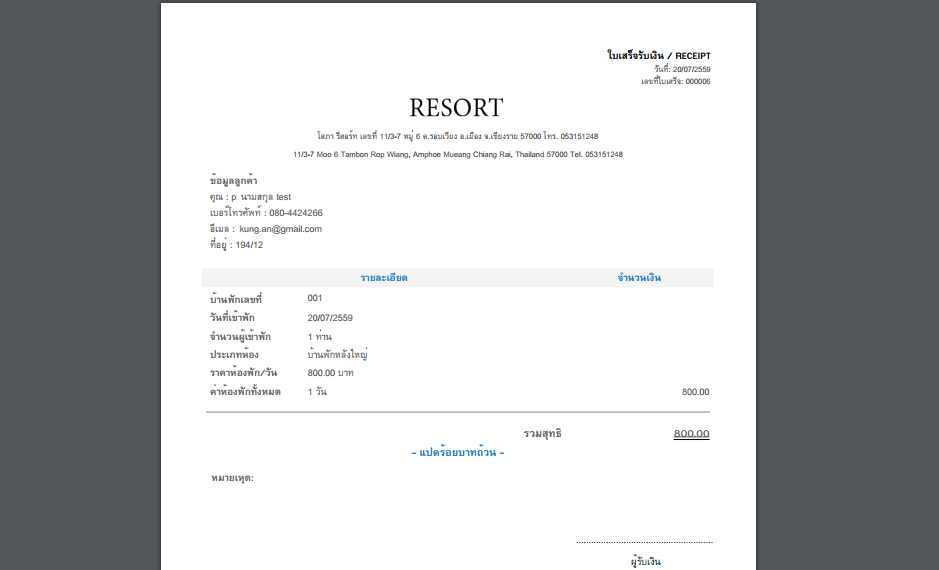 ใบเสร็จรับเงิน / RECEIPT
วันที่: 20/07/2559
เลขที่ใบเสร็จ: 000006
RESORT
โสภา รีสอร์ท เลขที่ 11/3-7 หมู่ 6 ต.รอบเวียง อ.เมือง จ.เชียงราย 57000 โทร. 053151248
11/3-7 Moo 6 Tambon Rop Wiang, Amphoe Mueang Chiang Rai, Thailand 57000 Tel. 053151248
ข้อมูลลูกค้า
คุณ : p นามสกุล test
เบอร์โทรศัพท์ : 080-4424266
อีเมล : kung.an@gmail.com
ที่อยู่ : 194/12
รายละเอียด จำนวนเงิน
บ้านพักเลขที่ 001
วันที่เข้าพัก 20/07/2559
จำนวนผู้เข้าพัก 1 ท่าน
ประเภทห้อง บ้านพักหลังใหญ่
ราคาห้องพัก/วัน 800.00 บาท
ค่าห้องพักทั้งหมด 1 วัน 800.00
รวมสุทธิ 800.00
- แปดร้อยบาทถ้วน -
หมายเหตุ:
ผู้รับเงิน